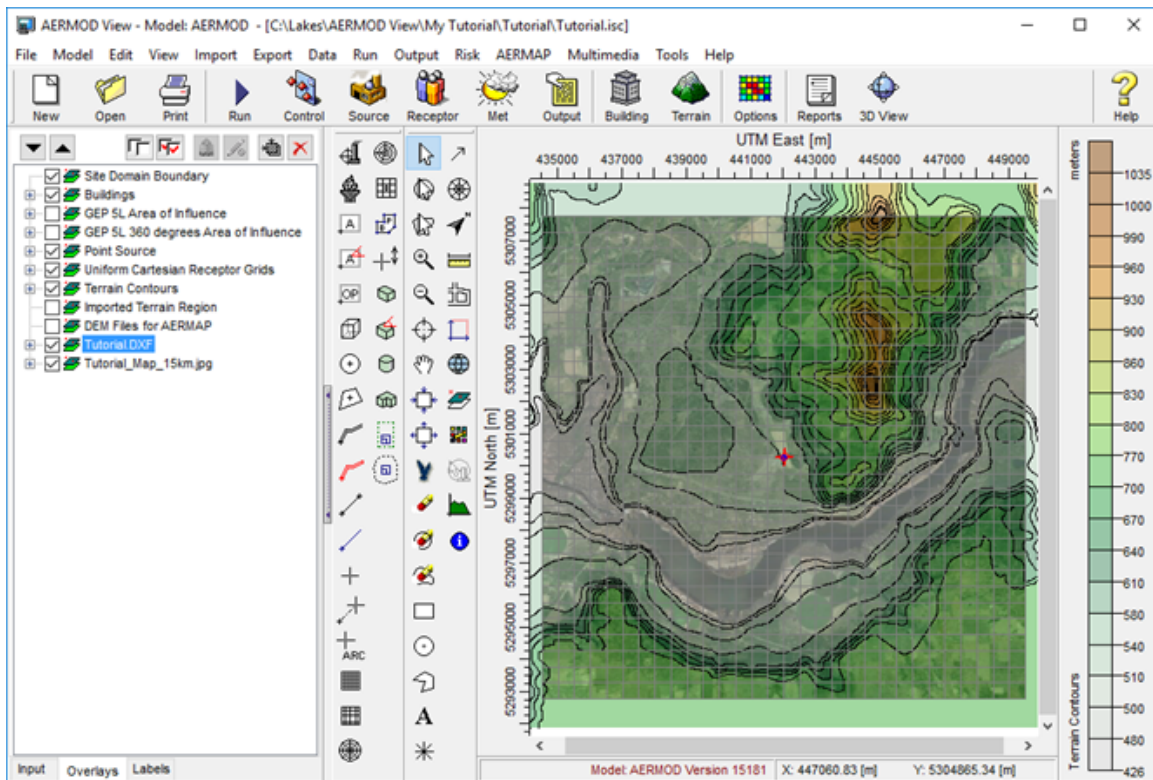 AERMOD View - Model: AERMOD - [C:\Lakes\AERMOD View\My Tutorial\Tutorial\Tutorial.isc]
File Model Edit View Import Export Data Run Output Risk AERMAP Multimedia Tools Help
New Open Print Run Control Source Receptor Met Output Building Terrain Options Reports 3D View Help
Site Domain Boundary
Buildings
GEP 5L Area of Influence
GEP 5L 360 degrees Area of Influence
Point Source
Uniform Cartesian Receptor Grids
Terrain Contours
Imported Terrain Region
DEM Files for AERMAP
Tutorial.DXF
Tutorial_Map_15km.jpg
A
A
OP
ARC
A
UTM East [m]
435000 437000 439000 441000 443000 445000 447000 449000
UTM North [m]
5307000
5305000
5303000
5301000
5299000
5297000
5295000
5293000
meters
1035
1000
990
960
930
900
860
830
800
770
700
670
640
610
580
540
510
500
480
426
Terrain Contours
Input Overlays Labels
Model: AERMOD Version 15181 X: 447060.83 [m] Y: 5304865.34 [m]